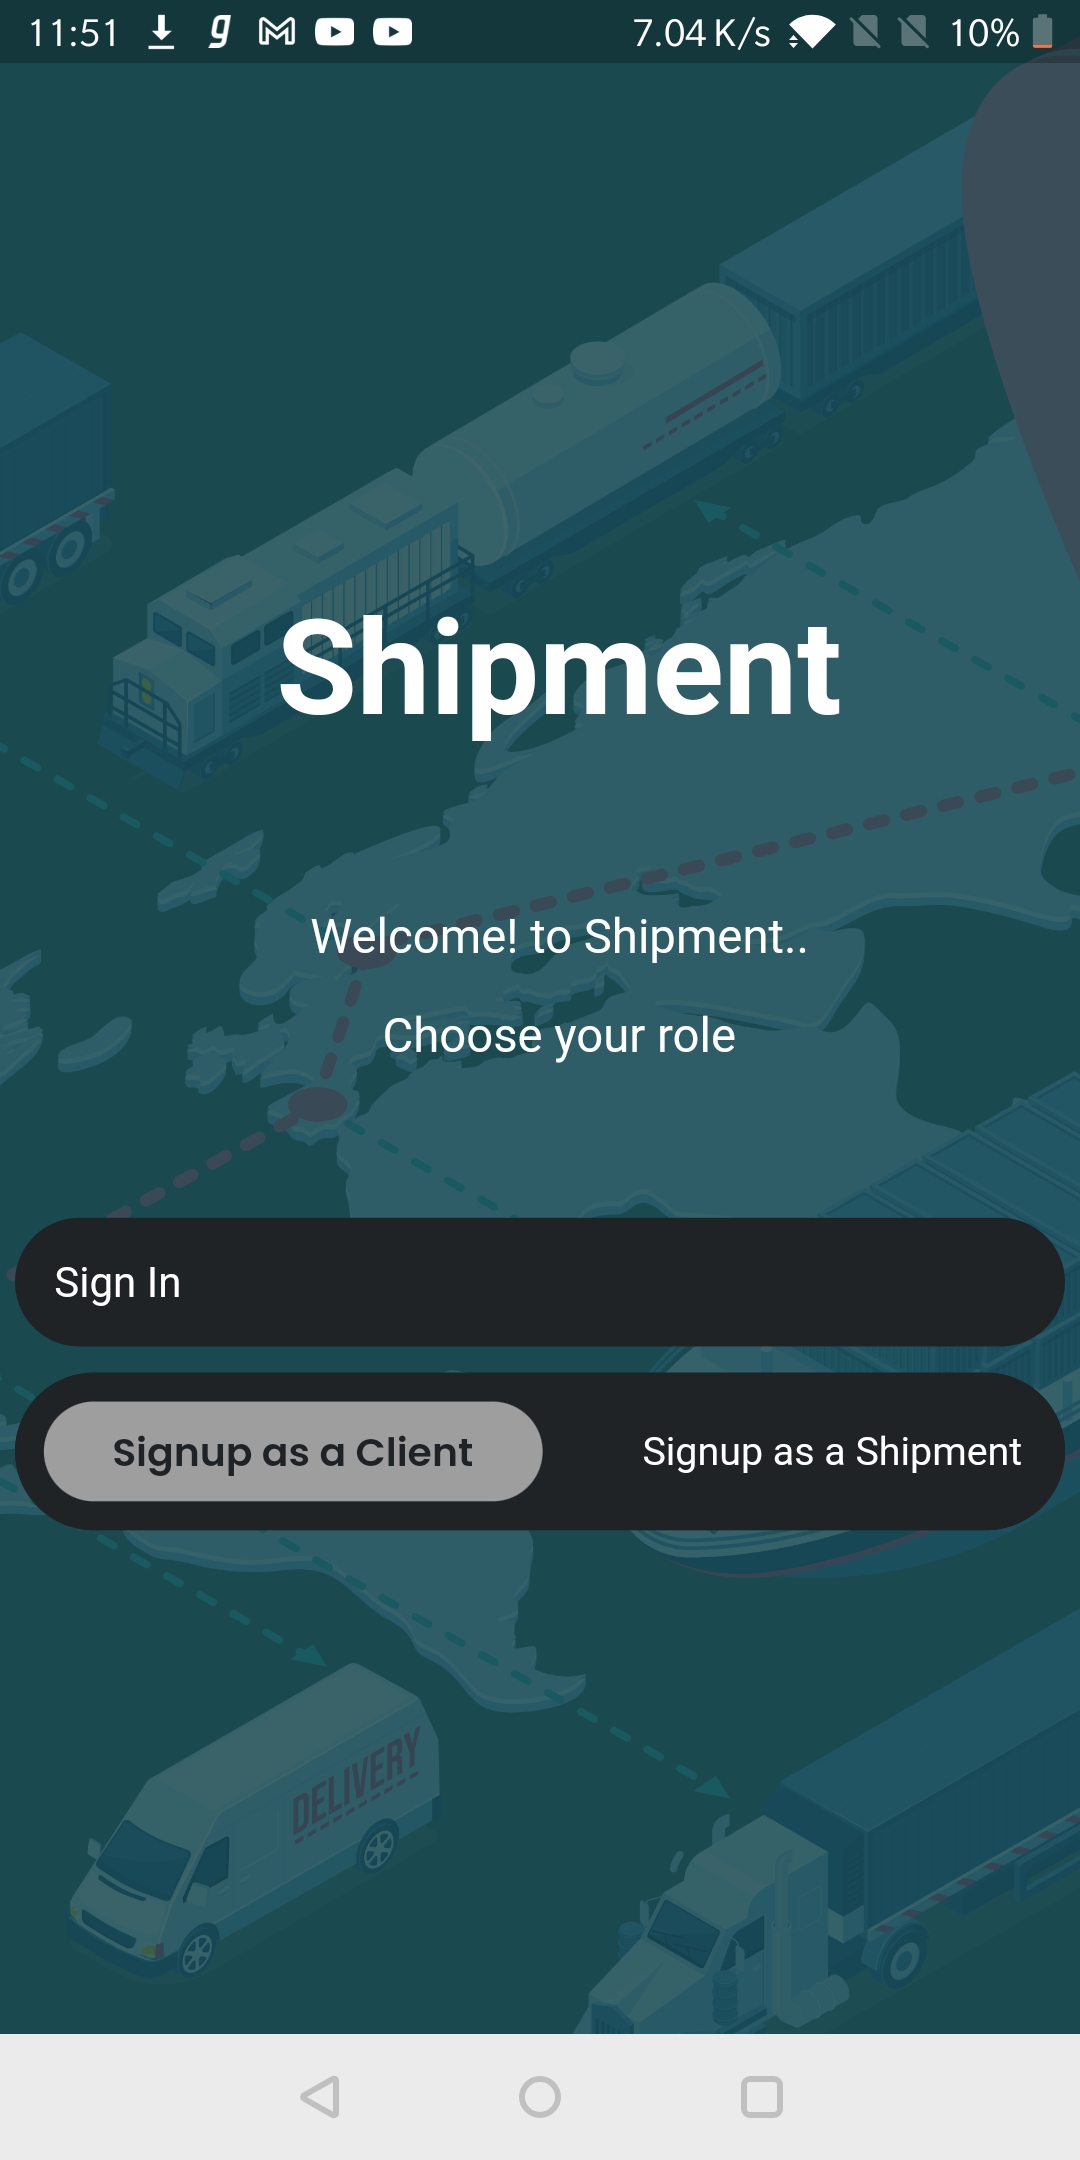 11:51 g 7.04 K/s 10%
Shipment
Welcome! to Shipment..
Choose your role
Sign In
Signup as a Client Signup as a Shipment
DELIVERY